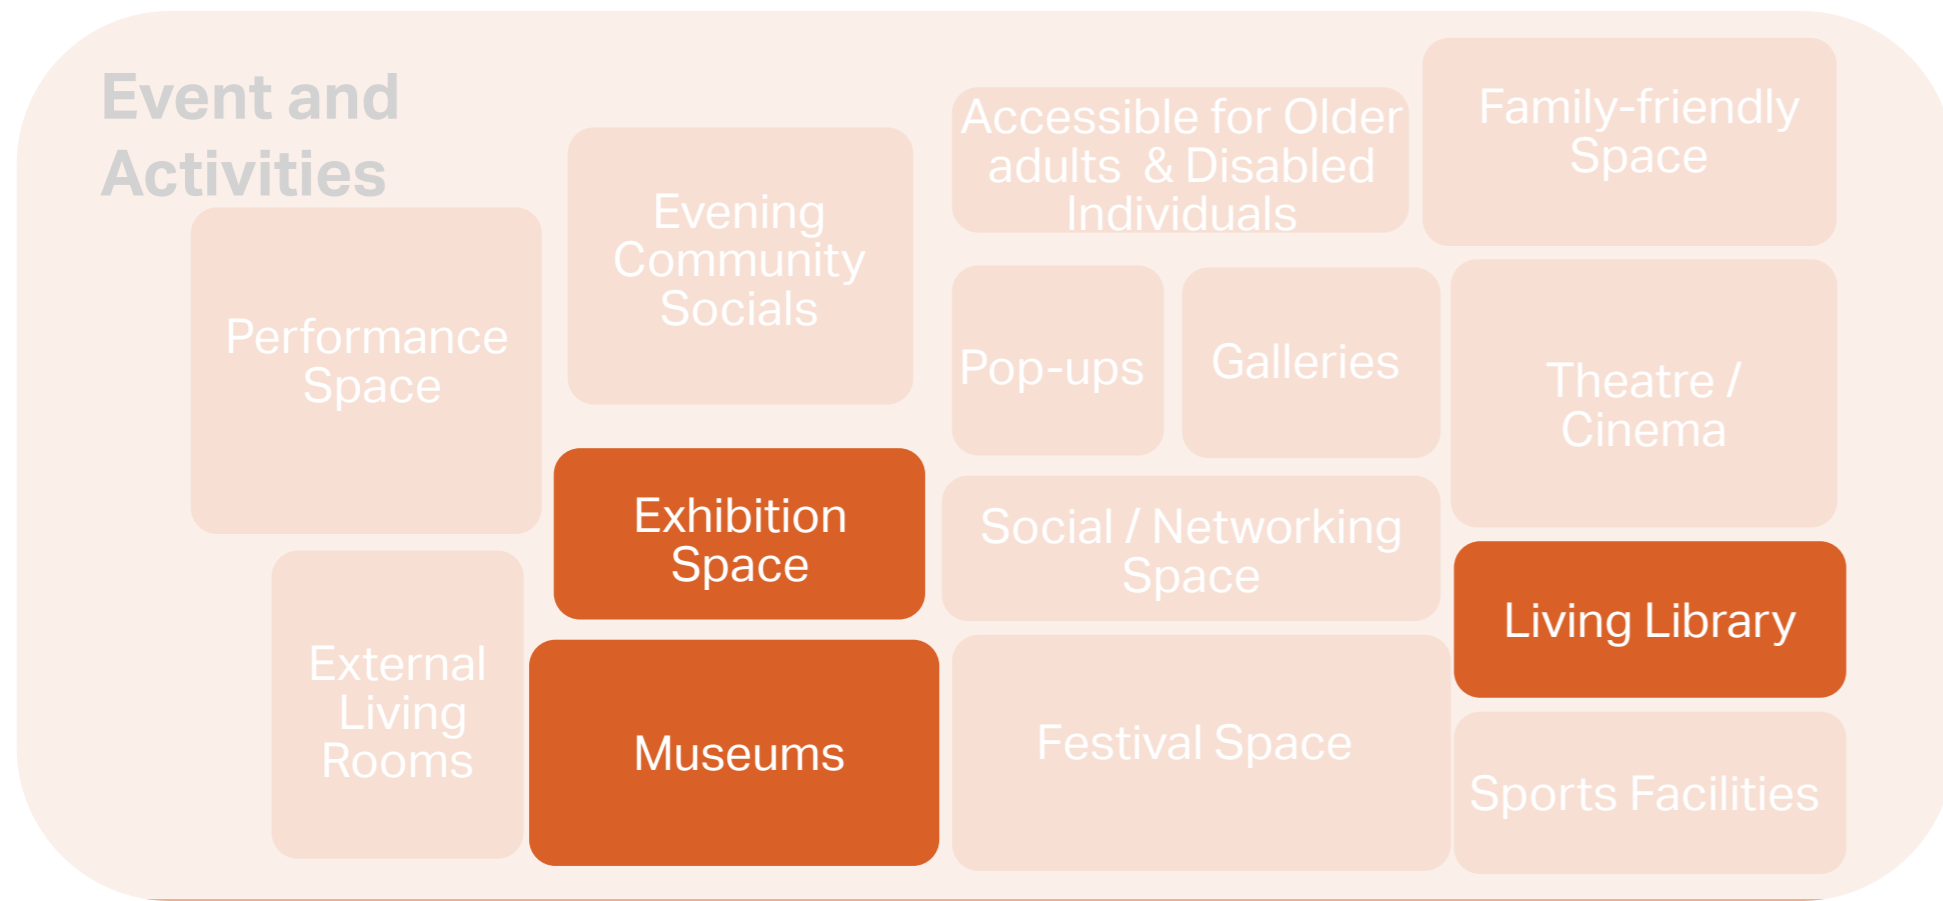 Event and
Activities
Performance
Space
Evening
Community
Socials
Accessible for Older
adults  & Disabled
Individuals
Family-friendly
Space
Pop-ups
Galleries
Theatre /
Cinema
Exhibition
Space
Social / Networking
Space
Living Library
External
Living
Rooms
Museums
Festival Space
Sports Facilities